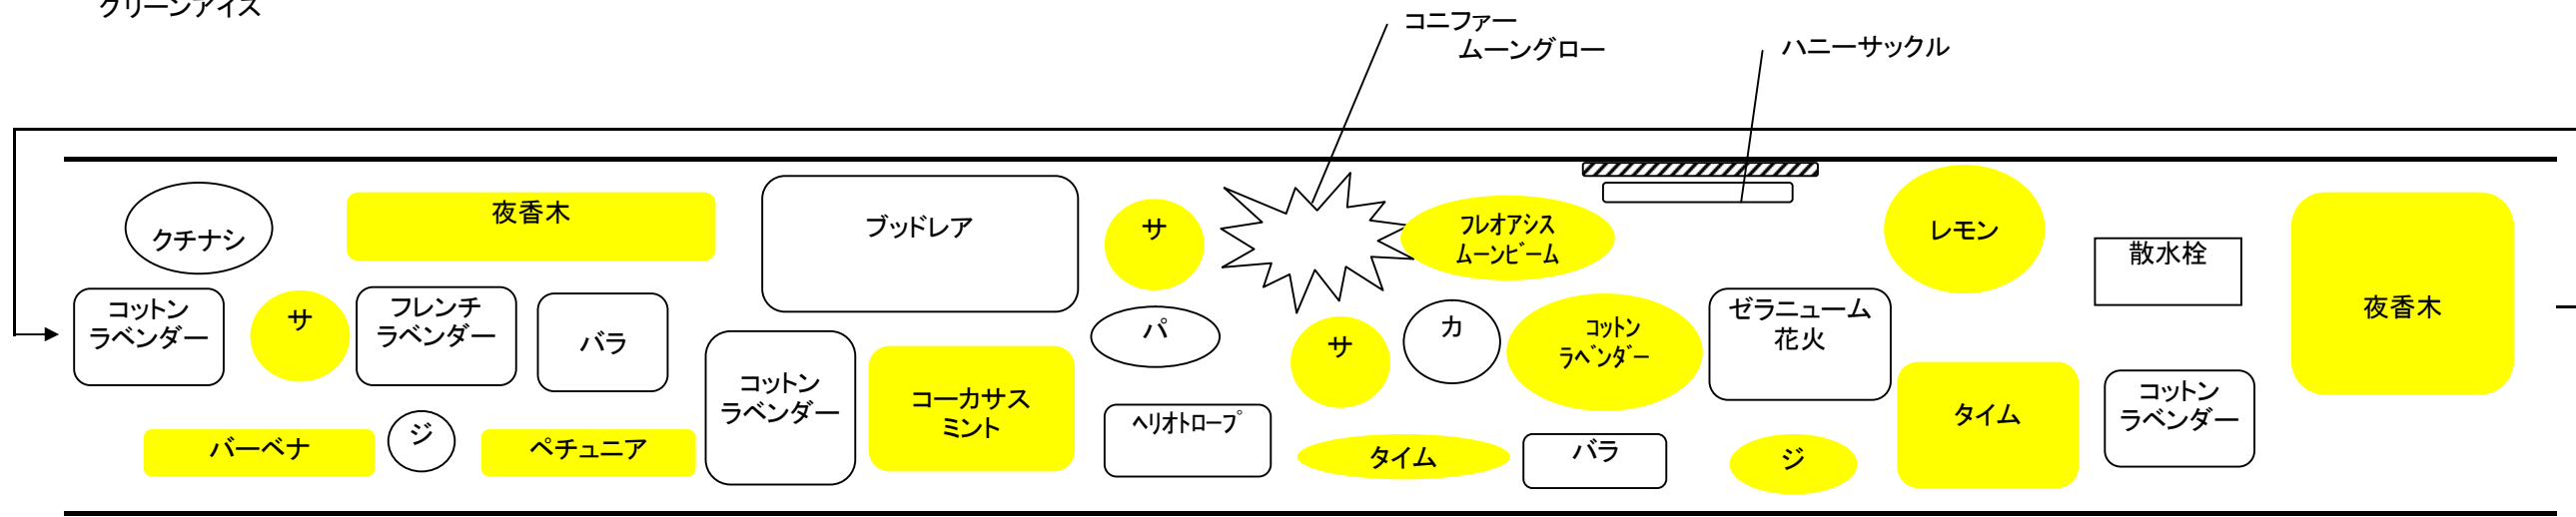 グリーンアイス
コニファー
ムーングロー
ハニーサックル
クチナシ
夜香木
ブッドレア
サ
フレオアシス
ムーンビーム
レモン
散水栓
夜香木
コットン
ラベンダー
サ
フレンチ
ラベンダー
バラ
コットン
ラベンダー
コーカサス
ミント
パ
サ
カ
コットン
ラベンダー
ゼラニューム
花火
タイム
コットン
ラベンダー
バーベナ
ジ
ペチュニア
ヘリオトロープ
タイム
バラ
ジ